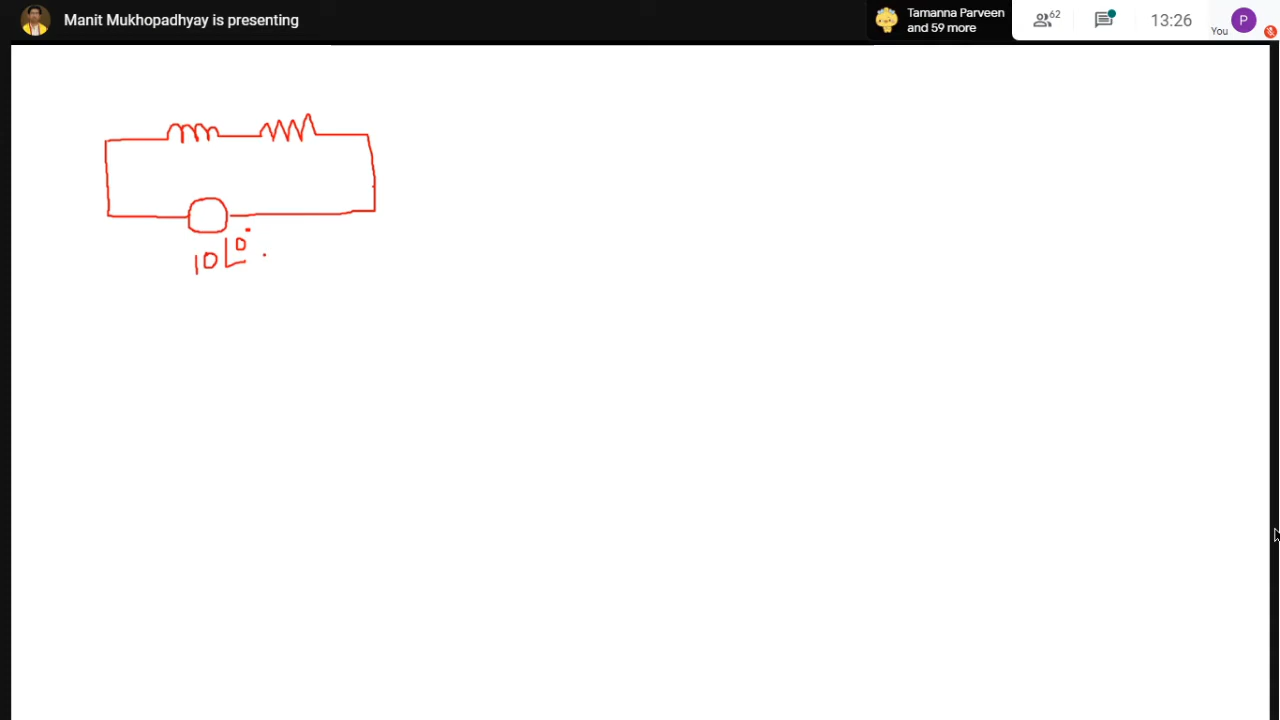 Manit Mukhopadhyay is presenting
Tamanna Parveen
and 59 more
62
13:26
You
P
10∠0°